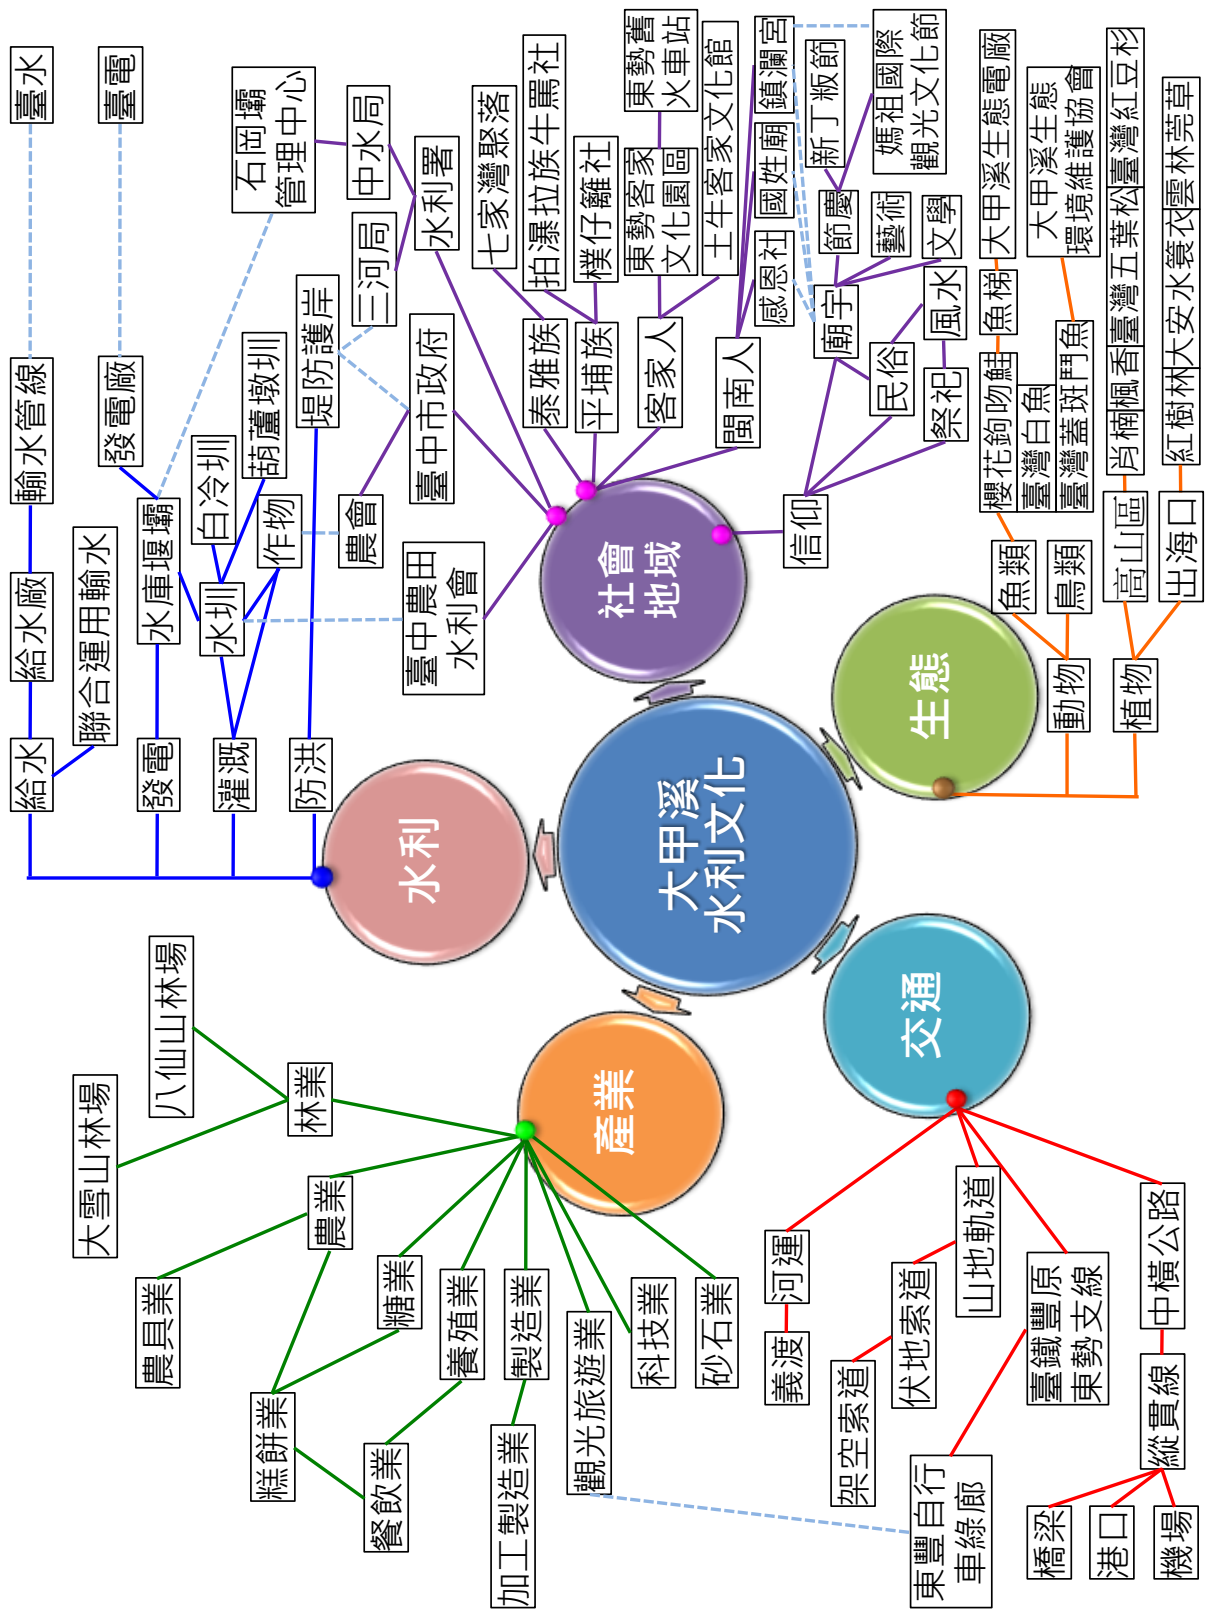 大甲溪
水利文化
水利
給水
給水廠
輸水管線
臺水
聯合運用輸水
發電
水庫堰壩
發電廠
臺電
石岡壩
管理中心
灌溉
水圳
白冷圳
葫蘆墩圳
作物
防洪
堤防護岸
社會
地域
臺中農田
水利會
農會
臺中市政府
水利署
三河局
中水局
泰雅族
七家灣聚落
平埔族
拍瀑拉族牛罵社
樸仔籬社
客家人
東勢客家
文化園區
東勢舊
火車站
土牛客家文化館
閩南人
感恩社
國姓廟
鎮瀾宮
信仰
廟宇
節慶
新丁粄節
媽祖國際
觀光文化節
藝術
文學
民俗
風水
祭祀
生態
動物
魚類
櫻花鉤吻鮭
魚梯
大甲溪生態電廠
臺灣白魚
臺灣蓋斑鬥魚
大甲溪生態
環境維護協會
鳥類
植物
高山區
肖楠
楓香
臺灣五葉松
臺灣紅豆杉
出海口
紅樹林
大安水簑衣
雲林莞草
交通
河運
義渡
山地軌道
伏地索道
架空索道
臺鐵豐原
東勢支線
東豐自行
車綠廊
中橫公路
縱貫線
橋梁
港口
機場
產業
林業
八仙山林場
大雪山林場
農業
農具業
糖業
糕餅業
養殖業
餐飲業
製造業
加工製造業
觀光旅遊業
科技業
砂石業